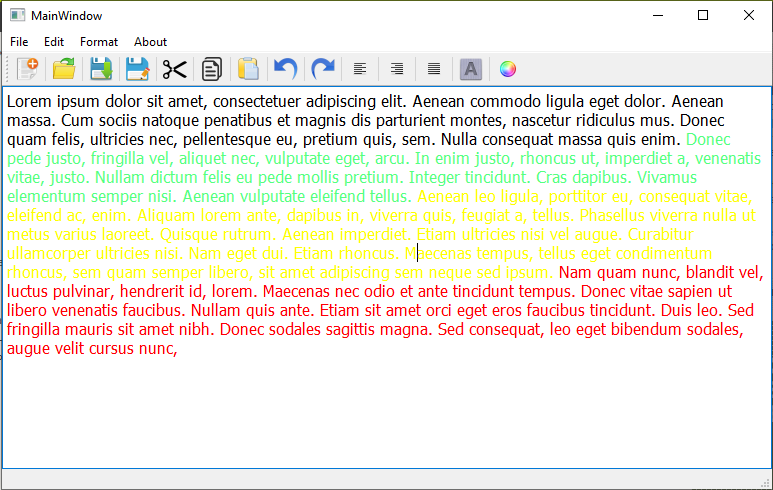 MainWindow
File Edit Format About
A
Lorem ipsum dolor sit amet, consectetuer adipiscing elit. Aenean commodo ligula eget dolor. Aenean
massa. Cum sociis natoque penatibus et magnis dis parturient montes, nascetur ridiculus mus. Donec
quam felis, ultricies nec, pellentesque eu, pretium quis, sem. Nulla consequat massa quis enim. Donec
pede justo, fringilla vel, aliquet nec, vulputate eget, arcu. In enim justo, rhoncus ut, imperdiet a, venenatis
vitae, justo. Nullam dictum felis eu pede mollis pretium. Integer tincidunt. Cras dapibus. Vivamus
elementum semper nisi. Aenean vulputate eleifend tellus. Aenean leo ligula, porttitor eu, consequat vitae,
eleifend ac, enim. Aliquam lorem ante, dapibus in, viverra quis, feugiat a, tellus. Phasellus viverra nulla ut
metus varius laoreet. Quisque rutrum. Aenean imperdiet. Etiam ultricies nisi vel augue. Curabitur
ullamcorper ultricies nisi. Nam eget dui. Etiam rhoncus. Maecenas tempus, tellus eget condimentum
rhoncus, sem quam semper libero, sit amet adipiscing sem neque sed ipsum. Nam quam nunc, blandit vel,
luctus pulvinar, hendrerit id, lorem. Maecenas nec odio et ante tincidunt tempus. Donec vitae sapien ut
libero venenatis faucibus. Nullam quis ante. Etiam sit amet orci eget eros faucibus tincidunt. Duis leo. Sed
fringilla mauris sit amet nibh. Donec sodales sagittis magna. Sed consequat, leo eget bibendum sodales,
augue velit cursus nunc,